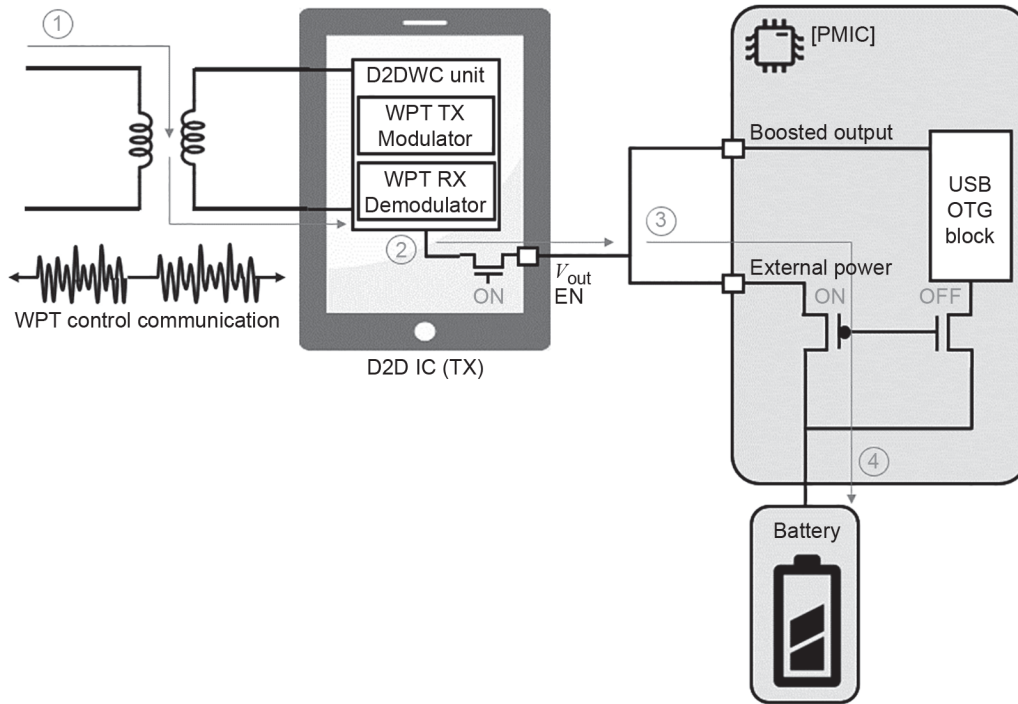 1
[PMIC]
D2DWC unit
WPT TX
Modulator
WPT RX
Demodulator
Boosted output
USB
OTG
block
2
3
ON
V_out
EN
External power
ON
OFF
WPT control communication
D2D IC (TX)
4
Battery